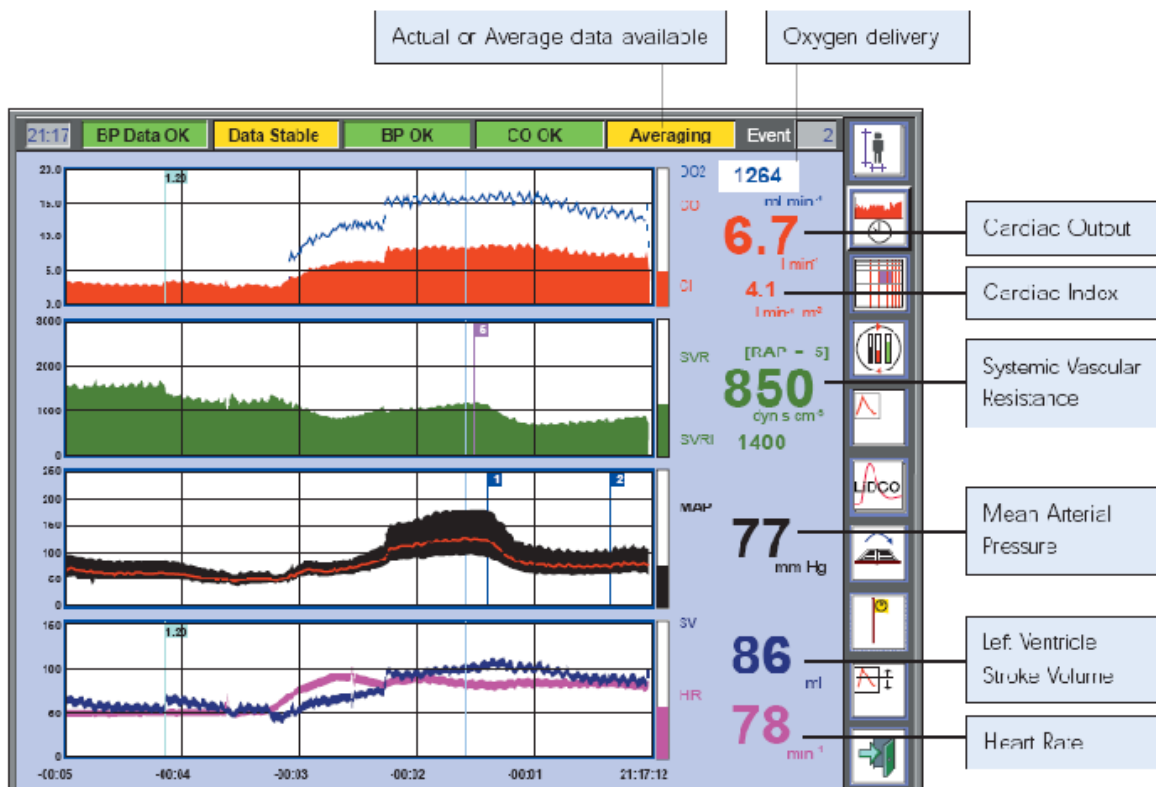 Actual or Average data available
Oxygen delivery
21:17 BP Data OK Data Stable BP OK CO OK Averaging Event 2
1.20
15.0
10.0
5.0
DO2 1264
ml min-1
CO
6.7
l min-1
CI 4.1
l min-1 m2
Cardiac Output
Cardiac Index
3000
2000
1000
0
5
SVR [RAP = 5]
850
dyn s cm-5
SVRI 1400
Systemic Vascular
Resistance
250
200
150
100
50
0
1
2
MAP
77
mm Hg
LiDCO
Mean Arterial
Pressure
150
100
50
0
1.20
SV
86
ml
HR
78
min-1
Left Ventricle
Stroke Volume
Heart Rate
-00:05 -00:04 -00:03 -00:02 -00:01 21:17:12